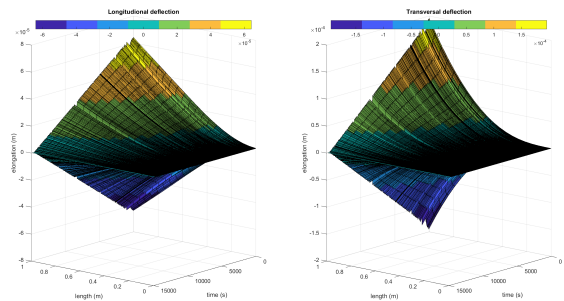 Longitudional deflection
-6 -4 -2 0 2 4 6
×10⁻⁵
×10⁻⁵
8
6
4
2
0
-2
-4
-6
-8
elongation (m)
1 0.8 0.6 0.4 0.2 0
length (m)
15000 10000 5000 0
time (s)
Transversal deflection
-1.5 -1 -0.5 0 0.5 1 1.5
×10⁻⁴
×10⁻⁴
2
1.5
1
0.5
0
-0.5
-1
-1.5
-2
elongation (m)
1 0.8 0.6 0.4 0.2 0
length (m)
15000 10000 5000 0
time (s)